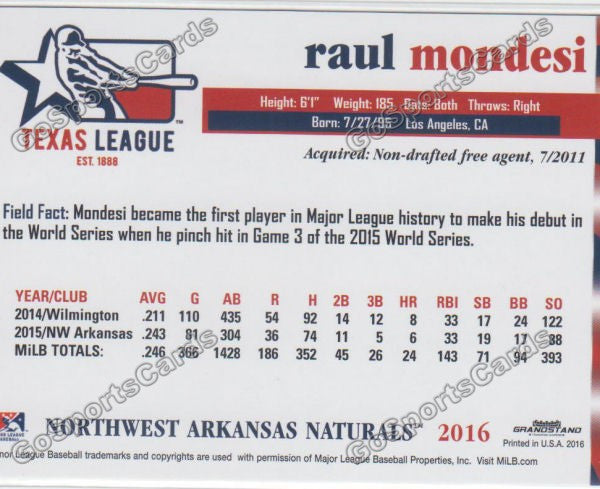 raul mondesi
Height: 6'1" Weight: 185 Bats: Both Throws: Right
Born: 7/27/95 Los Angeles, CA
TEXAS LEAGUE
EST. 1888
Acquired: Non-drafted free agent, 7/2011
Field Fact: Mondesi became the first player in Major League history to make his debut in
the World Series when he pinch hit in Game 3 of the 2015 World Series.
YEAR/CLUB AVG G AB R H 2B 3B HR RBI SB BB SO
2014/Wilmington .211 110 435 54 92 14 12 8 33 17 24 122
2015/NW Arkansas .243 81 304 36 74 11 5 6 33 19 17 88
MiLB TOTALS: .246 366 1428 186 352 45 26 24 143 71 94 393
NORTHWEST ARKANSAS NATURALS™ 2016
GRANDSTAND
Printed in U.S.A. 2016
nor League Baseball trademarks and copyrights are used with permission of Major League Baseball Properties, Inc. Visit MiLB.com
GoSportsCards
GoSportsCards
GoSportsCards
GoSportsCards
GoSportsCards
GoSportsCards